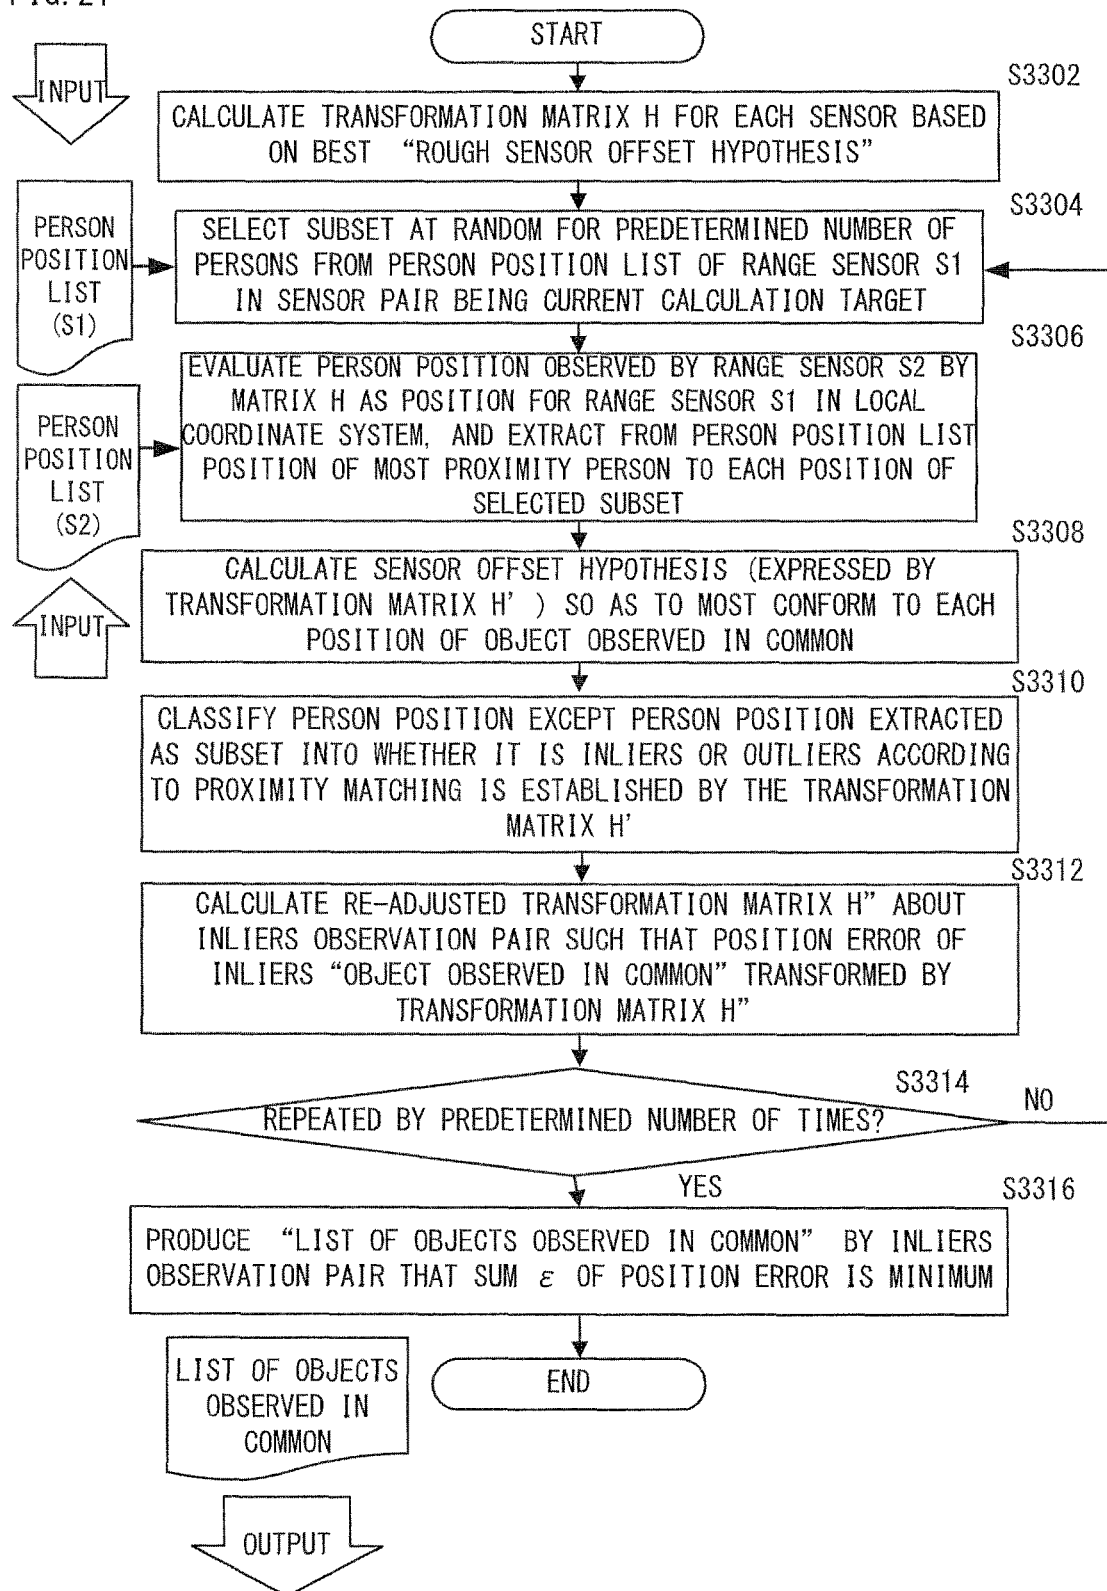 FIG. 21
START
INPUT
S3302
CALCULATE TRANSFORMATION MATRIX H FOR EACH SENSOR BASED
ON BEST “ROUGH SENSOR OFFSET HYPOTHESIS”
S3304
PERSON
POSITION
LIST
(S1)
SELECT SUBSET AT RANDOM FOR PREDETERMINED NUMBER OF
PERSONS FROM PERSON POSITION LIST OF RANGE SENSOR S1
IN SENSOR PAIR BEING CURRENT CALCULATION TARGET
S3306
PERSON
POSITION
LIST
(S2)
EVALUATE PERSON POSITION OBSERVED BY RANGE SENSOR S2 BY
MATRIX H AS POSITION FOR RANGE SENSOR S1 IN LOCAL
COORDINATE SYSTEM, AND EXTRACT FROM PERSON POSITION LIST
POSITION OF MOST PROXIMITY PERSON TO EACH POSITION OF
SELECTED SUBSET
S3308
INPUT
CALCULATE SENSOR OFFSET HYPOTHESIS (EXPRESSED BY
TRANSFORMATION MATRIX H' ) SO AS TO MOST CONFORM TO EACH
POSITION OF OBJECT OBSERVED IN COMMON
S3310
CLASSIFY PERSON POSITION EXCEPT PERSON POSITION EXTRACTED
AS SUBSET INTO WHETHER IT IS INLIERS OR OUTLIERS ACCORDING
TO PROXIMITY MATCHING IS ESTABLISHED BY THE TRANSFORMATION
MATRIX H'
S3312
CALCULATE RE-ADJUSTED TRANSFORMATION MATRIX H” ABOUT
INLIERS OBSERVATION PAIR SUCH THAT POSITION ERROR OF
INLIERS “OBJECT OBSERVED IN COMMON” TRANSFORMED BY
TRANSFORMATION MATRIX H”
S3314
REPEATED BY PREDETERMINED NUMBER OF TIMES?
NO
YES
S3316
PRODUCE “LIST OF OBJECTS OBSERVED IN COMMON” BY INLIERS
OBSERVATION PAIR THAT SUM ε OF POSITION ERROR IS MINIMUM
LIST OF OBJECTS
OBSERVED IN
COMMON
END
OUTPUT